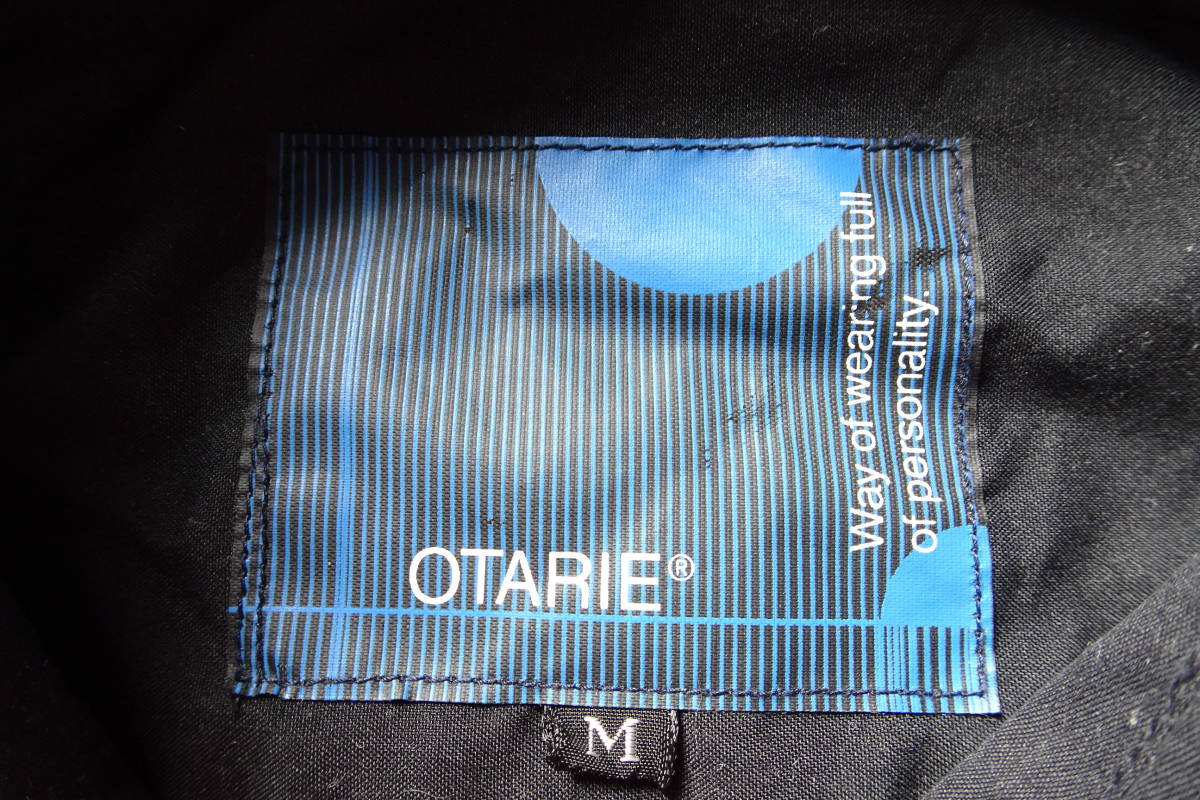 Way of wearing full
of personality.
OTARIE®
M